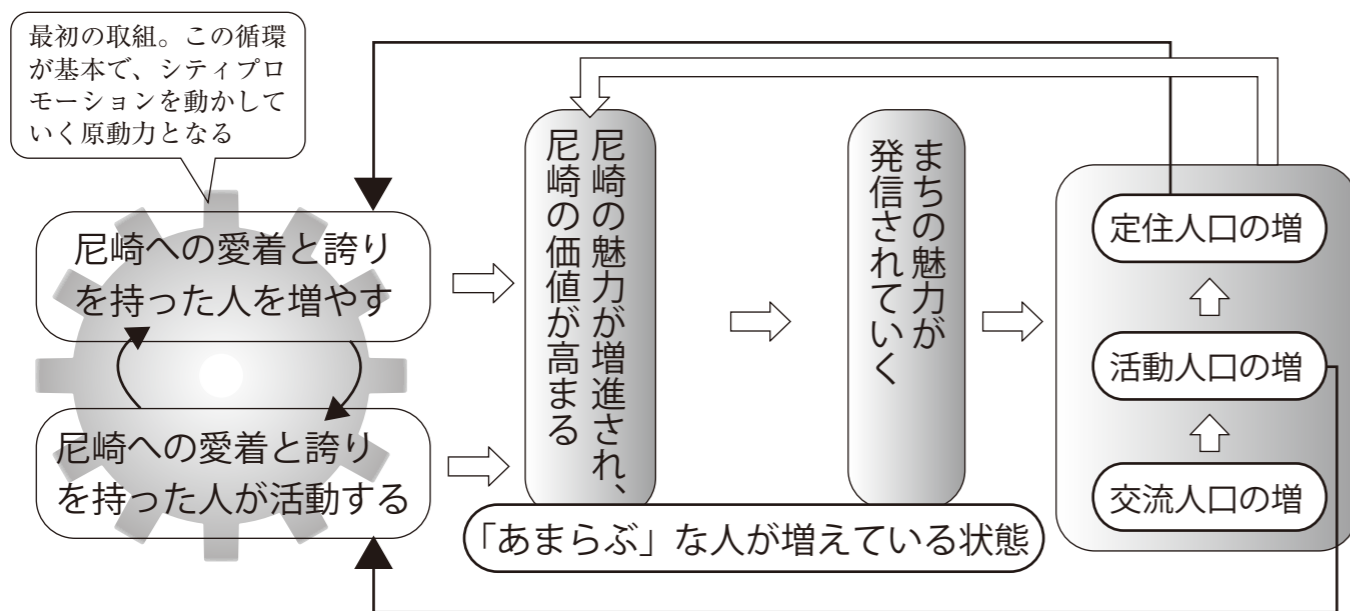 最初の取組。この循環
が基本で、シティプロ
モーションを動かして
いく原動力となる
尼崎への愛着と誇り
を持った人を増やす
尼崎への愛着と誇り
を持った人が活動する
尼崎の魅力が増進され、
尼崎の価値が高まる
まちの魅力が
発信されていく
「あまらぶ」な人が増えている状態
定住人口の増
活動人口の増
交流人口の増